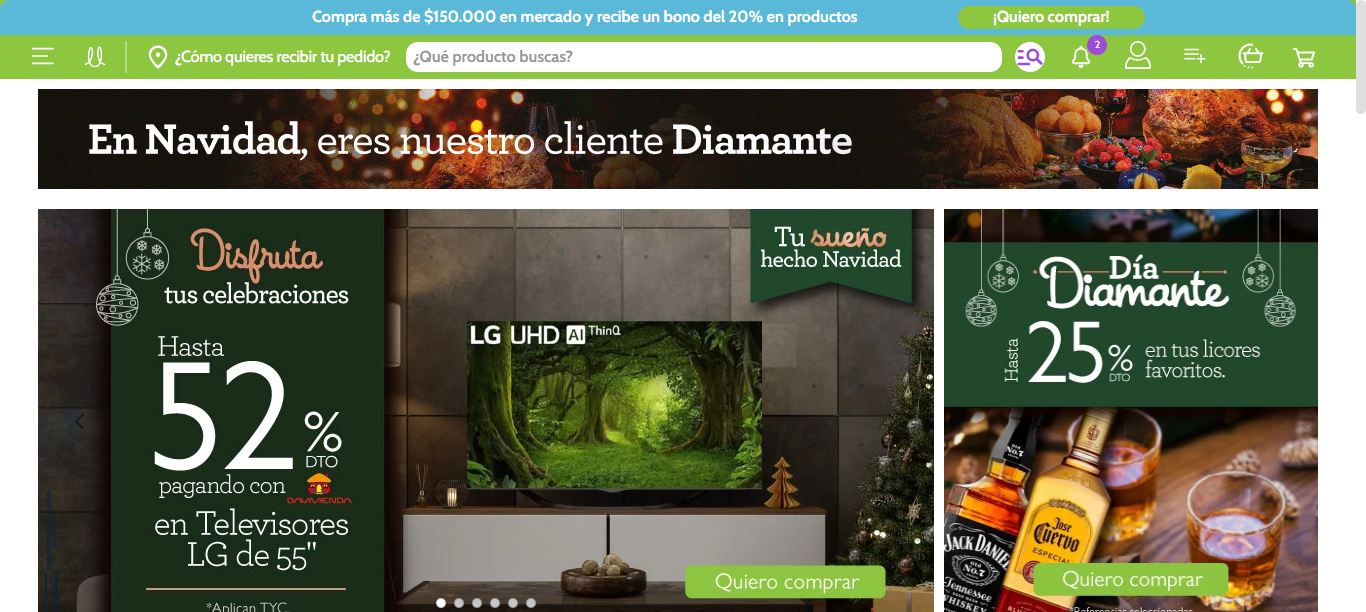 Compra más de $150.000 en mercado y recibe un bono del 20% en productos
¡Quiero comprar!
¿Cómo quieres recibir tu pedido?
¿Qué producto buscas?
2
En Navidad, eres nuestro cliente Diamante
Disfruta
tus celebraciones
Hasta
52%
DTO
pagando con
DAVIVIENDA
en Televisores
LG de 55"
*Aplican TYC.
Tu sueño
hecho Navidad
LG UHD AI ThinQ
Quiero comprar
Día
Diamante
Hasta
25%
DTO
en tus licores
favoritos.
OLD
No.7
JACK DANIEL
OLD
No.7
Tennessee
WHISKEY
Jose
Cuervo
ESPECIAL
Quiero comprar
*Referencias seleccionadas